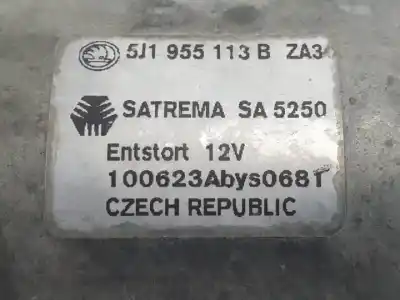 5J1 955 113 B ZA3
SATREMA SA 5250
Entstort 12V
100623Abys0681
CZECH REPUBLIC